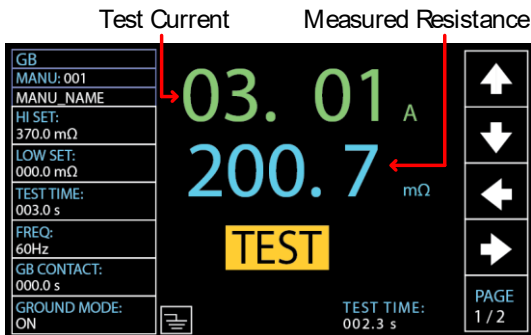 Test Current Measured Resistance
GB
MANU: 001
MANU_NAME
HI SET:
370.0 mΩ
LOW SET:
000.0 mΩ
TEST TIME:
003.0 s
FREQ:
60Hz
GB CONTACT:
000.0 s
GROUND MODE:
ON
03. 01 A
200. 7 mΩ
TEST
TEST TIME:
002.3 s
PAGE
1 / 2